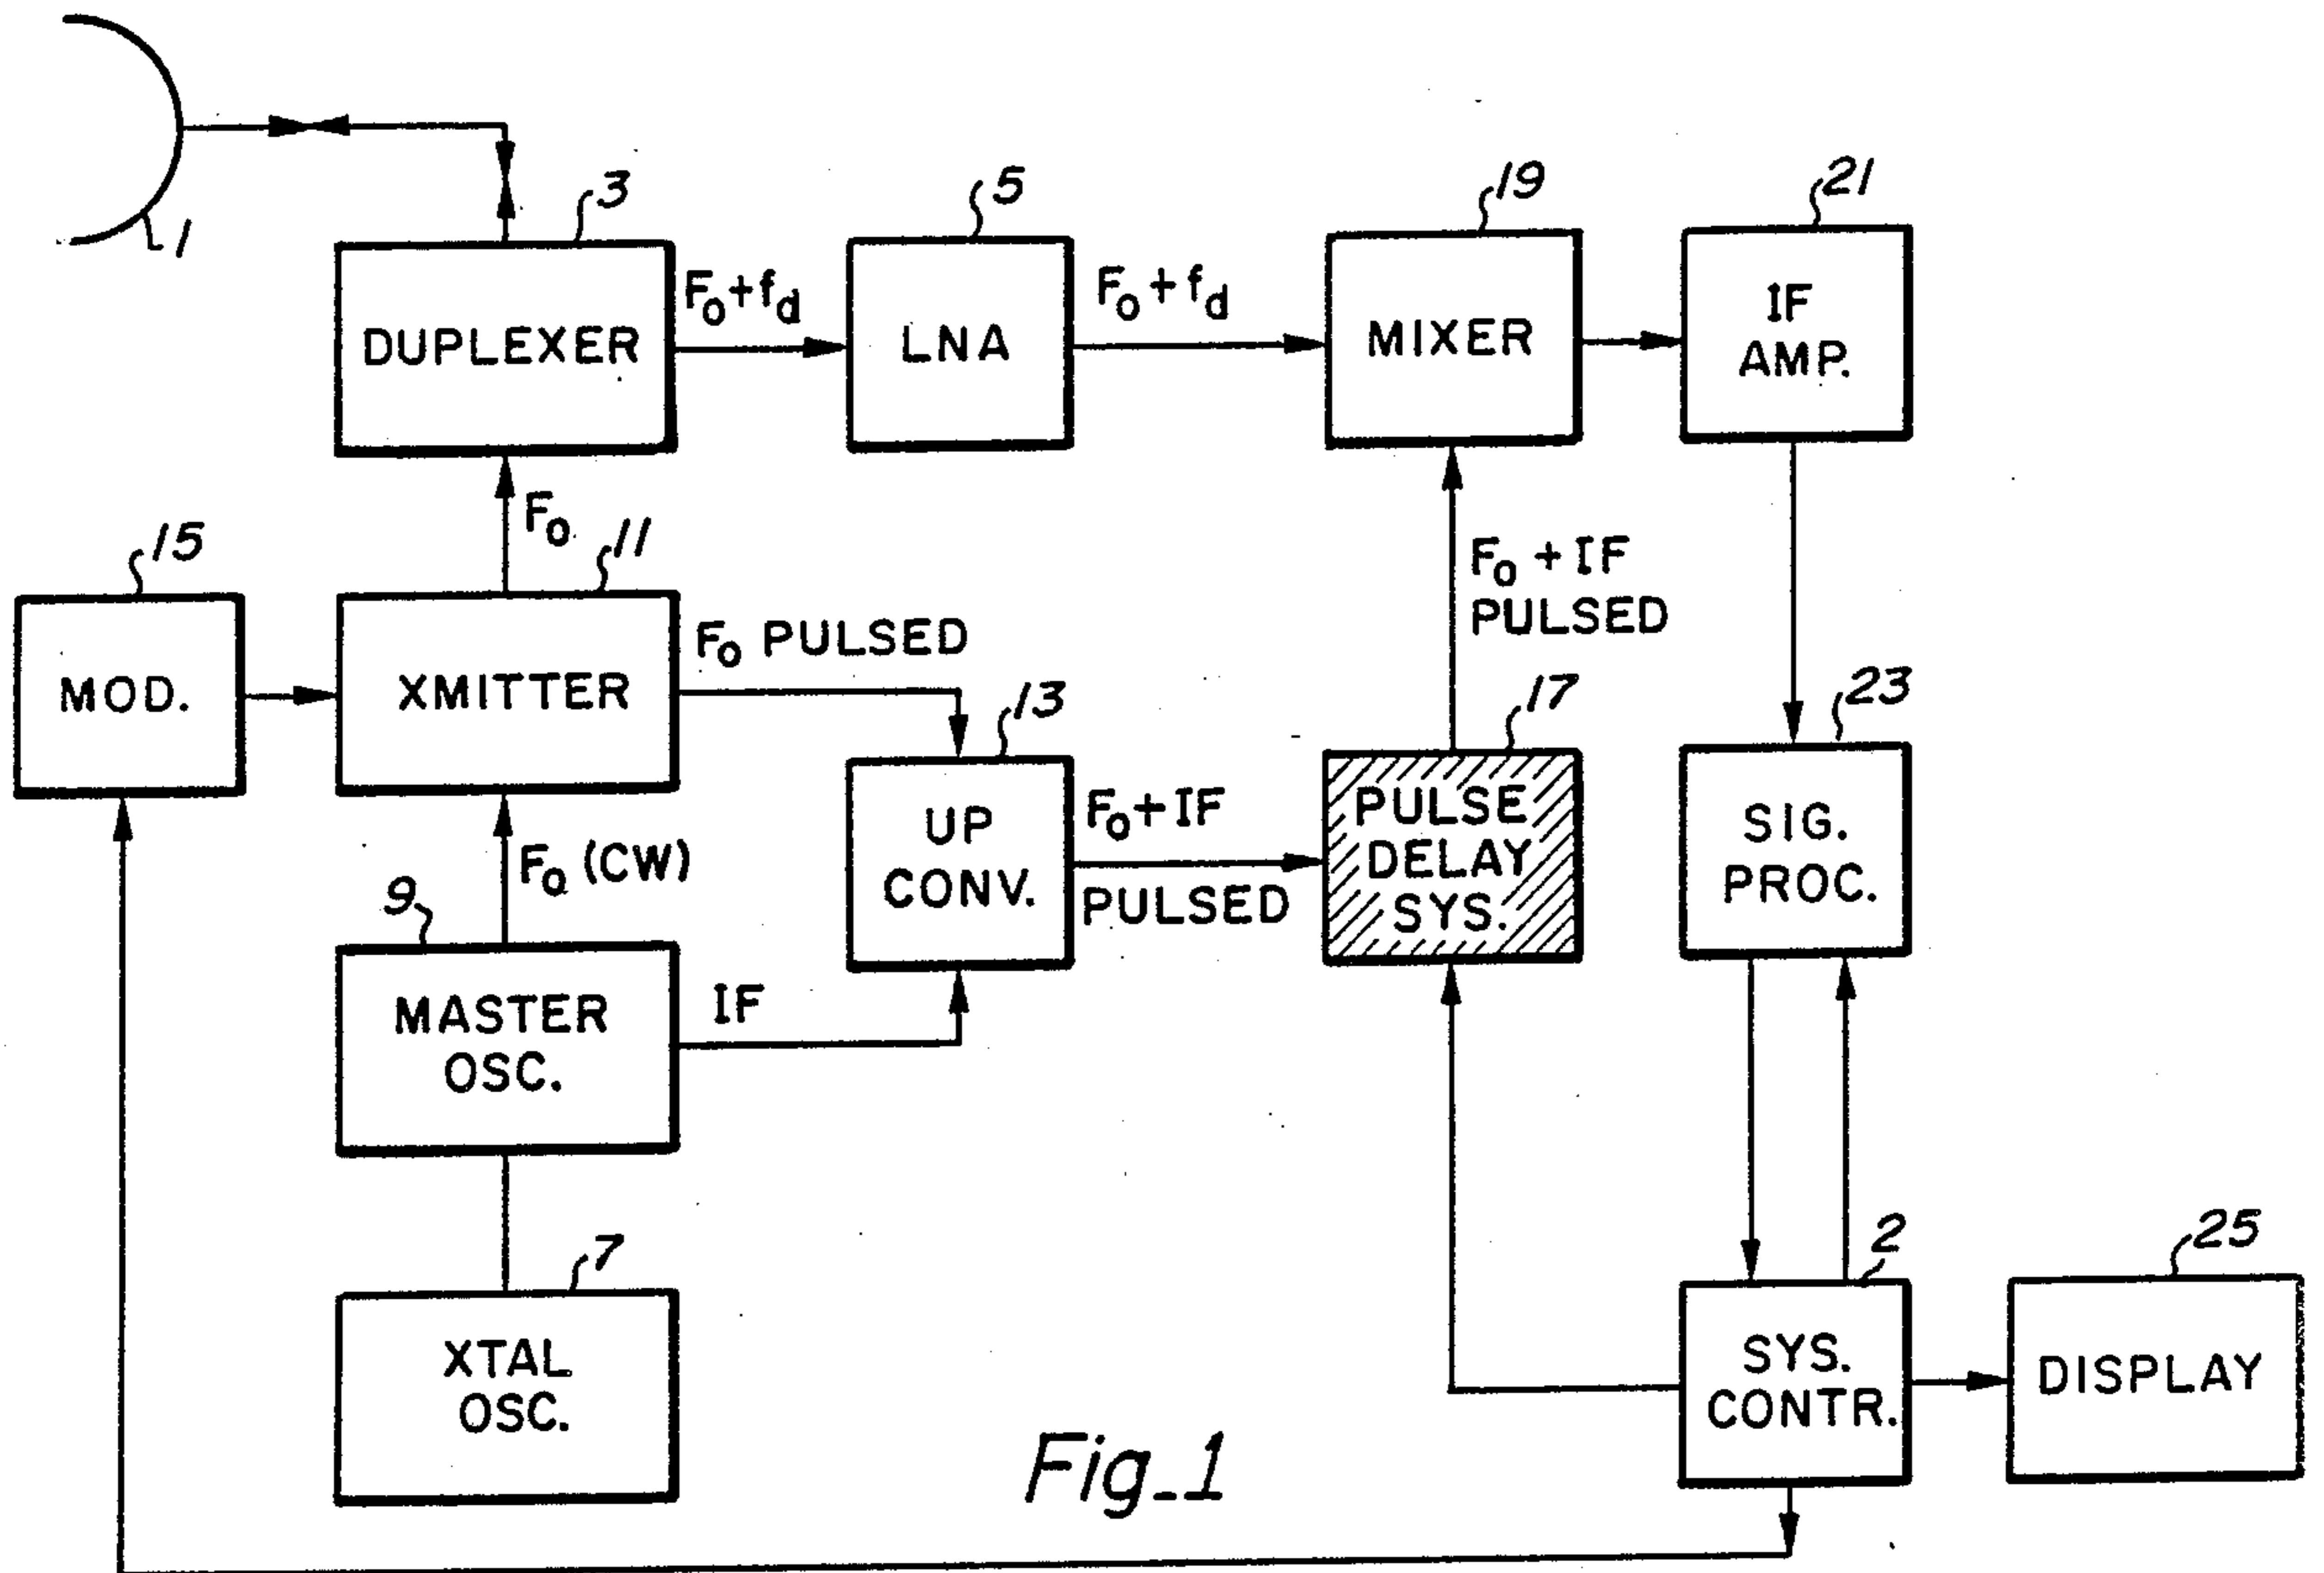 1
3
DUPLEXER
F₀+f_d
5
LNA
F₀+f_d
19
MIXER
21
IF
AMP.
F₀
15
MOD.
11
XMITTER
F₀ PULSED
13
UP
CONV.
F₀+IF
PULSED
F₀+IF
PULSED
17
PULSE
DELAY
SYS.
23
SIG.
PROC.
F₀ (CW)
9
MASTER
OSC.
IF
7
XTAL
OSC.
2
SYS.
CONTR.
25
DISPLAY
Fig_1